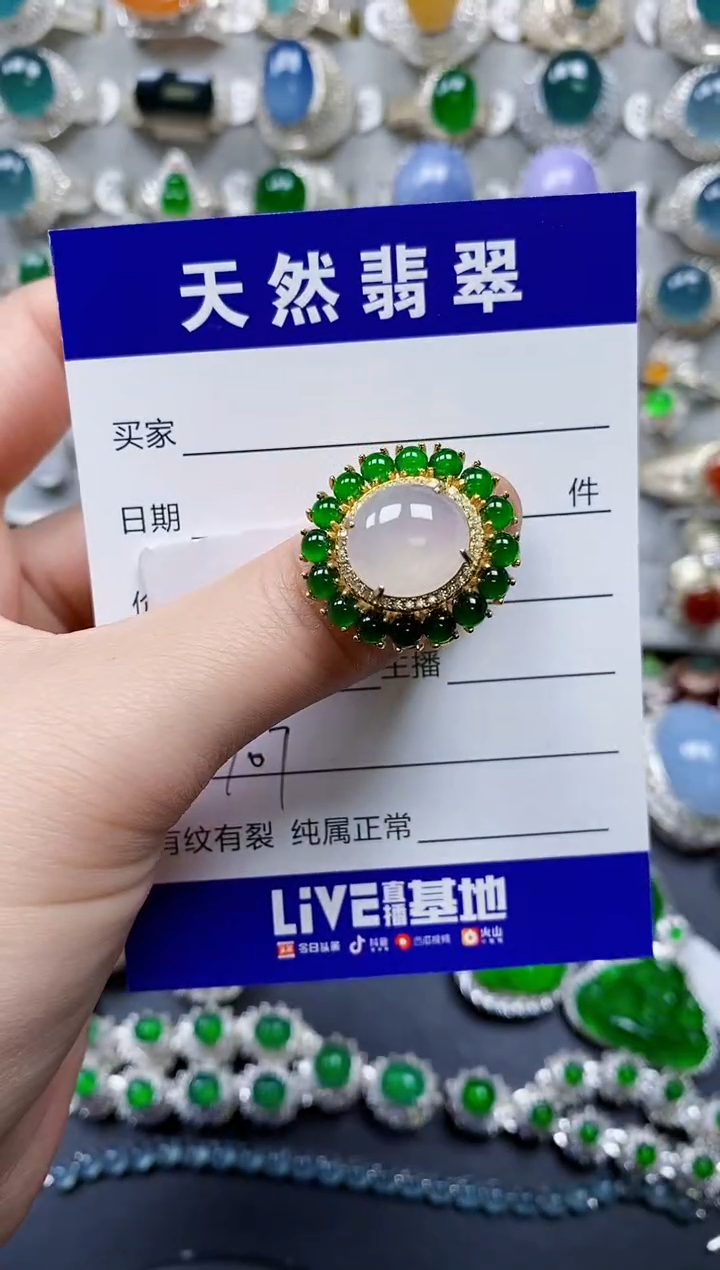 天然翡翠
买家
日期 件
主播
707
有纹有裂 纯属正常
LiVE直播基地
今日头条 抖音 西瓜视频 火山